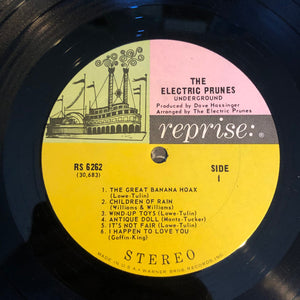 THE
ELECTRIC PRUNES
UNDERGROUND
Produced by Dave Hassinger
Arranged by The Electric Prunes
reprise:®
RS 6262
(30,683)
SIDE
1
1. THE GREAT BANANA HOAX
(Lowe-Tulin)
2. CHILDREN OF RAIN
(Williams & Williams)
3. WIND-UP TOYS (Lowe-Tulin)
4. ANTIQUE DOLL (Mantz-Tucker)
5. IT'S NOT FAIR (Lowe-Tulin)
6. I HAPPEN TO LOVE YOU
(Goffin-King)
STEREO
MADE IN U.S.A. WARNER BROS. RECORDS, INC.